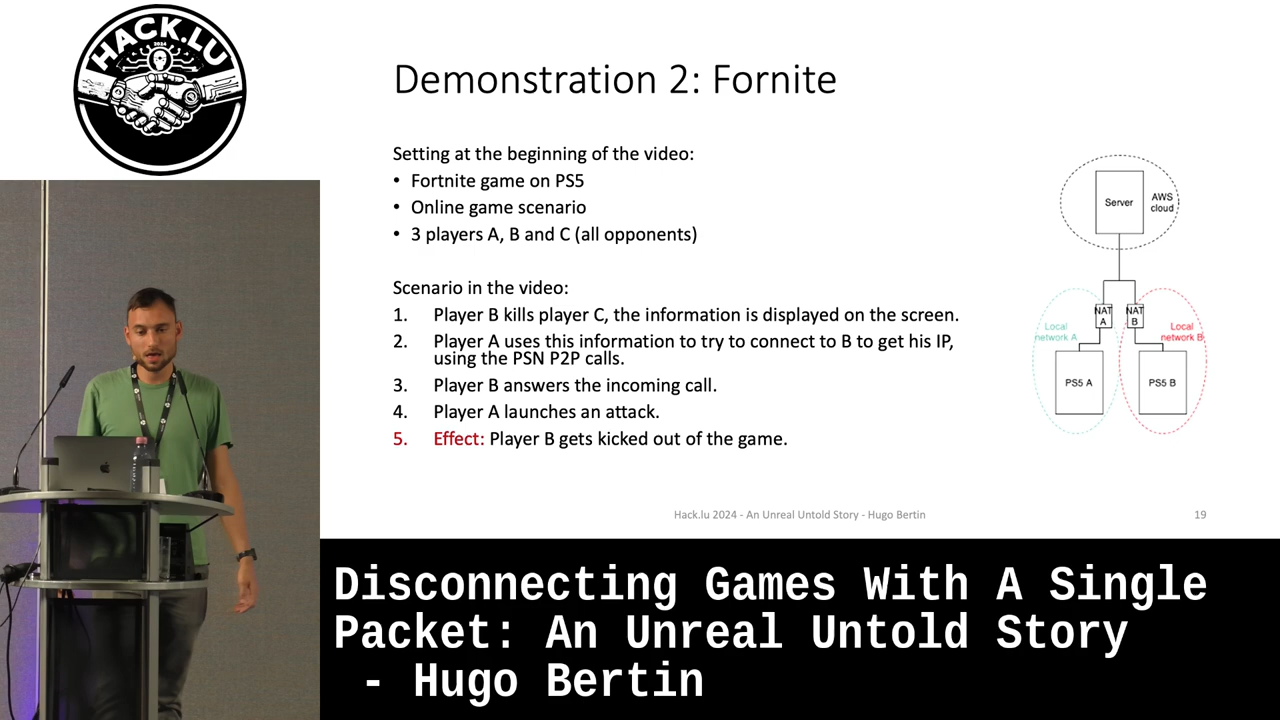 HACK.LU
2024
Demonstration 2: Fornite
Setting at the beginning of the video:
• Fortnite game on PS5
• Online game scenario
• 3 players A, B and C (all opponents)
Scenario in the video:
1. Player B kills player C, the information is displayed on the screen.
2. Player A uses this information to try to connect to B to get his IP,
using the PSN P2P calls.
3. Player B answers the incoming call.
4. Player A launches an attack.
5. Effect: Player B gets kicked out of the game.
Server
AWS
cloud
NAT
A
NAT
B
Local
network A
Local
network B
PS5 A
PS5 B
Hack.lu 2024 - An Unreal Untold Story - Hugo Bertin
19
Disconnecting Games With A Single
Packet: An Unreal Untold Story
- Hugo Bertin